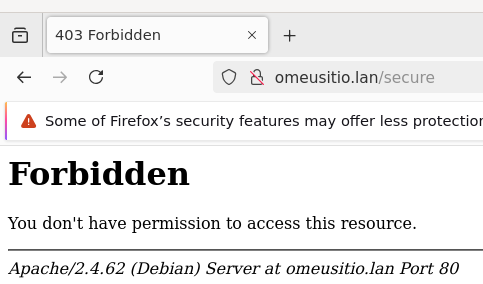 403 Forbidden
omeusitio.lan/secure
Some of Firefox’s security features may offer less protection
Forbidden
You don't have permission to access this resource.
Apache/2.4.62 (Debian) Server at omeusitio.lan Port 80